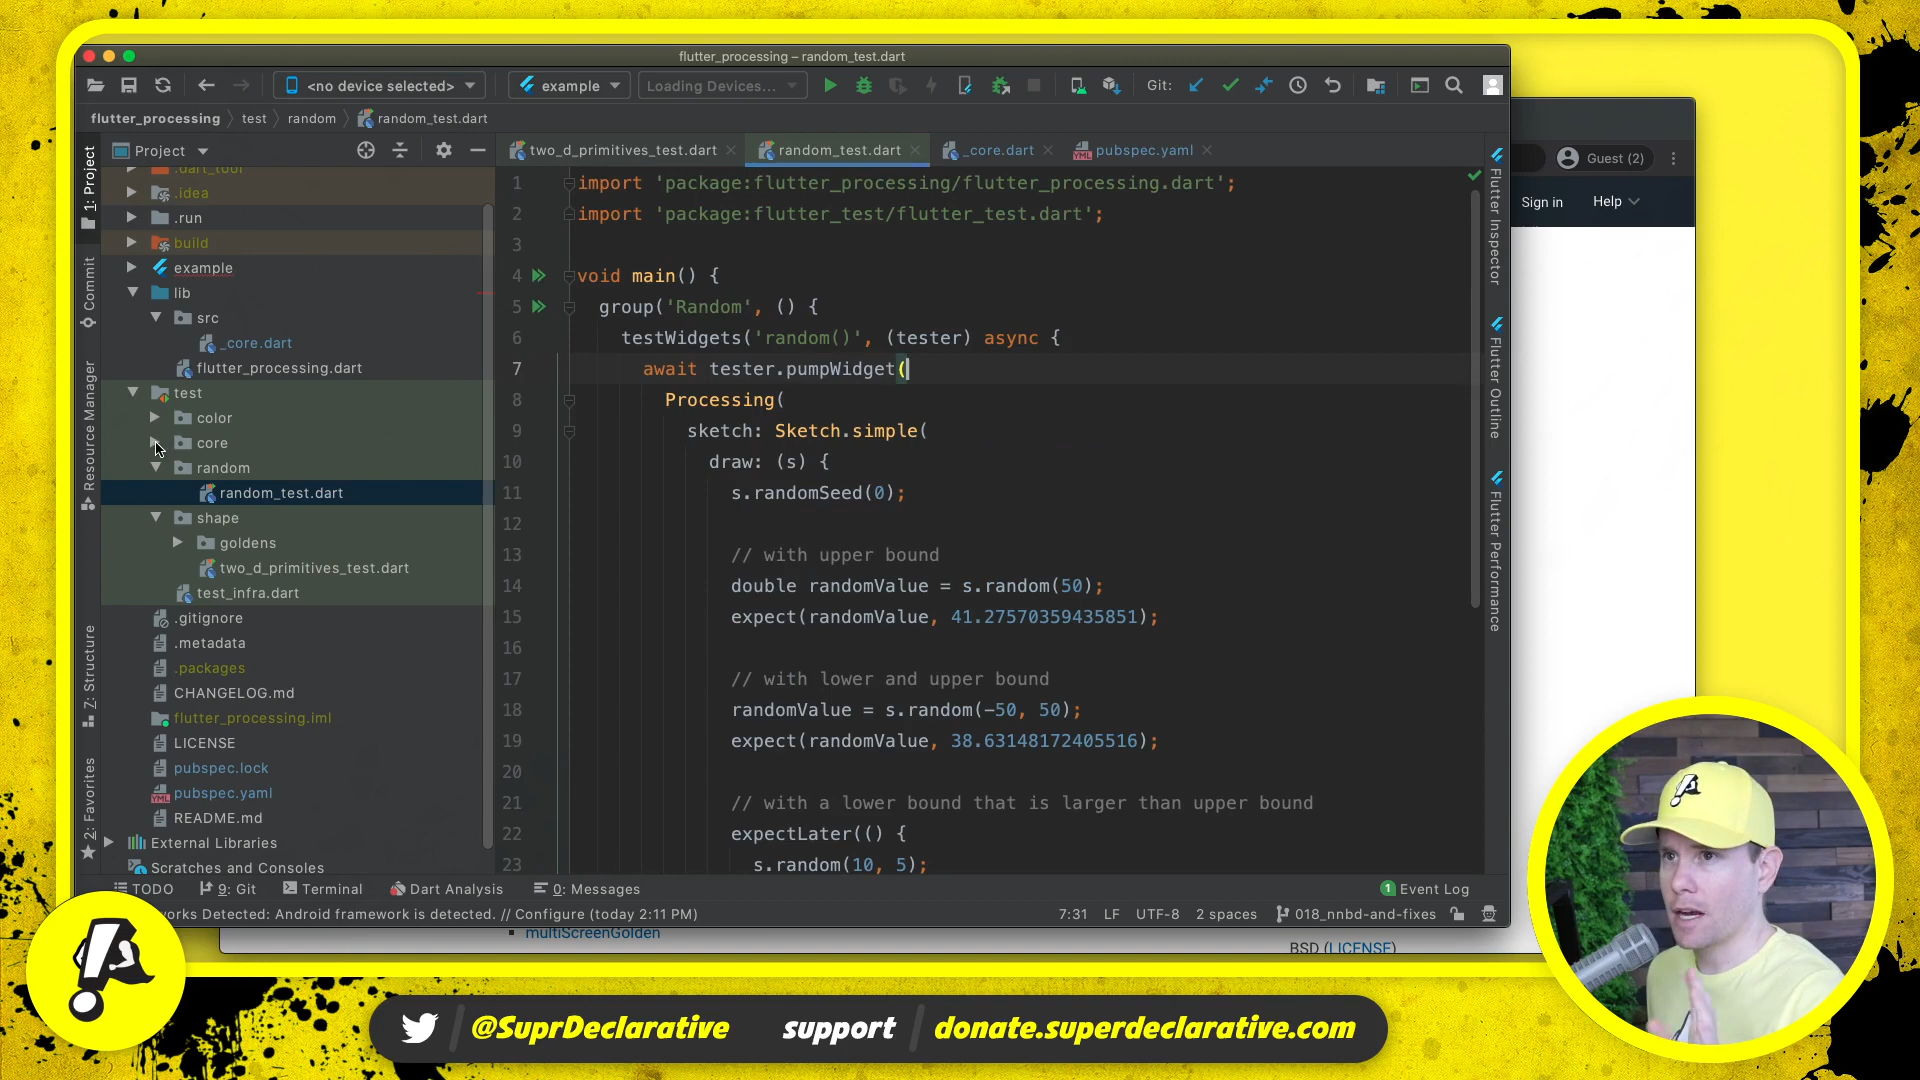 flutter_processing – random_test.dart
<no device selected>
example
Loading Devices...
Git:
flutter_processing
test
random
random_test.dart
Project
two_d_primitives_test.dart
random_test.dart
_core.dart
pubspec.yaml
1: Project
Commit
Resource Manager
7: Structure
2: Favorites
.dart_tool
.idea
.run
build
example
lib
src
_core.dart
flutter_processing.dart
test
color
core
random
random_test.dart
shape
goldens
two_d_primitives_test.dart
test_infra.dart
.gitignore
.metadata
.packages
CHANGELOG.md
flutter_processing.iml
LICENSE
pubspec.lock
pubspec.yaml
README.md
External Libraries
Scratches and Consoles
1 import 'package:flutter_processing/flutter_processing.dart';
2 import 'package:flutter_test/flutter_test.dart';
3
4 void main() {
5 group('Random', () {
6 testWidgets('random()', (tester) async {
7 await tester.pumpWidget(
8 Processing(
9 sketch: Sketch.simple(
10 draw: (s) {
11 s.randomSeed(0);
12
13 // with upper bound
14 double randomValue = s.random(50);
15 expect(randomValue, 41.27570359435851);
16
17 // with lower and upper bound
18 randomValue = s.random(-50, 50);
19 expect(randomValue, 38.63148172405516);
20
21 // with a lower bound that is larger than upper bound
22 expectLater(() {
23 s.random(10, 5);
Flutter Inspector
Flutter Outline
Flutter Performance
Guest (2)
Sign in
Help
TODO
9: Git
Terminal
Dart Analysis
0: Messages
1 Event Log
orks Detected: Android framework is detected. // Configure (today 2:11 PM)
7:31
LF
UTF-8
2 spaces
018_nnbd-and-fixes
multiScreenGolden
BSD (LICENSE)
@SuprDeclarative
support
donate.superdeclarative.com